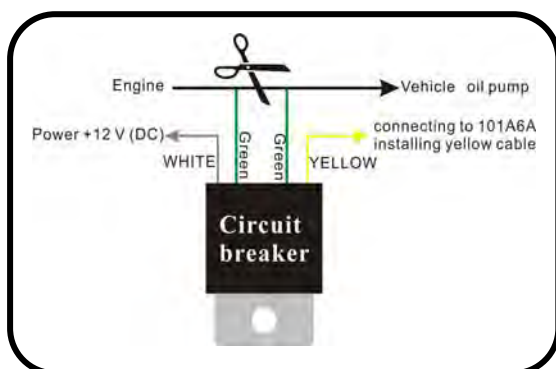 Engine
Vehicle oil pump
Power +12 V (DC)
connecting to 101A6A
installing yellow cable
WHITE
Green
Green
YELLOW
Circuit
breaker